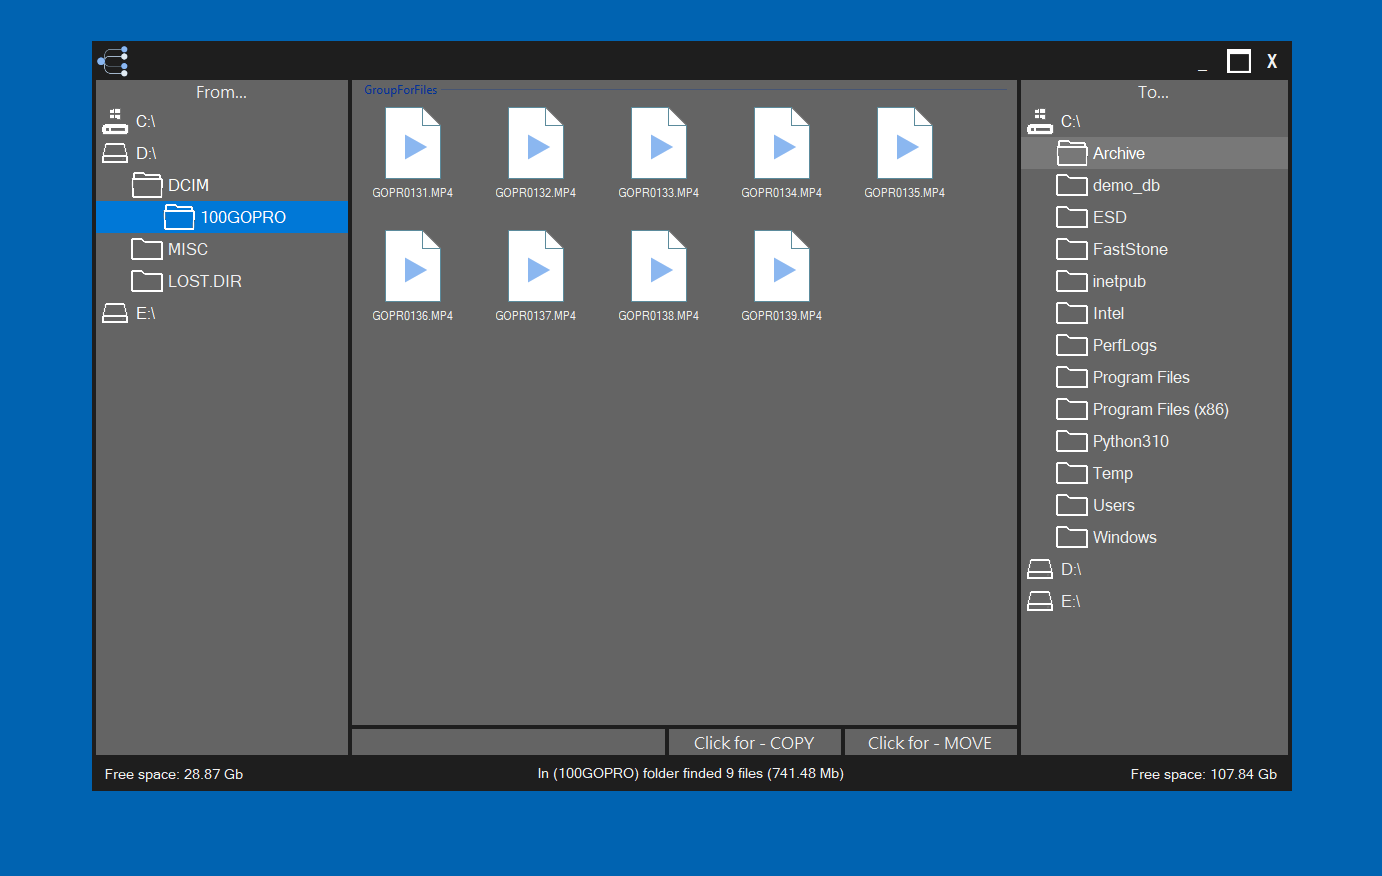 _ X
From...
C:\
D:\
DCIM
100GOPRO
MISC
LOST.DIR
E:\
GroupForFiles
GOPR0131.MP4 GOPR0132.MP4 GOPR0133.MP4 GOPR0134.MP4 GOPR0135.MP4
GOPR0136.MP4 GOPR0137.MP4 GOPR0138.MP4 GOPR0139.MP4
Click for - COPY Click for - MOVE
To...
C:\
Archive
demo_db
ESD
FastStone
inetpub
Intel
PerfLogs
Program Files
Program Files (x86)
Python310
Temp
Users
Windows
D:\
E:\
Free space: 28.87 Gb In (100GOPRO) folder finded 9 files (741.48 Mb) Free space: 107.84 Gb